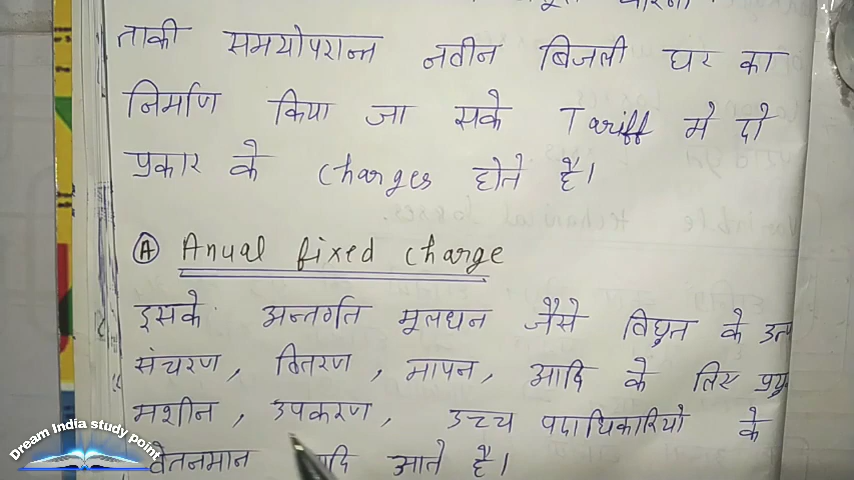 ताकी समयोपरान्त नवीन बिजली घर का
निर्माण किया जा सके Tariff मे दो
प्रकार के charges होते है।
Ⓐ Anual fixed charge
इसके अन्तर्गत मूलधन जैसे विधुत के
संचरण, वितरण, मापन, आदि के लिए
मशीन, उपकरण, उच्च पदाधिकारियो के
वेतनमान आते है।
Dream India study point